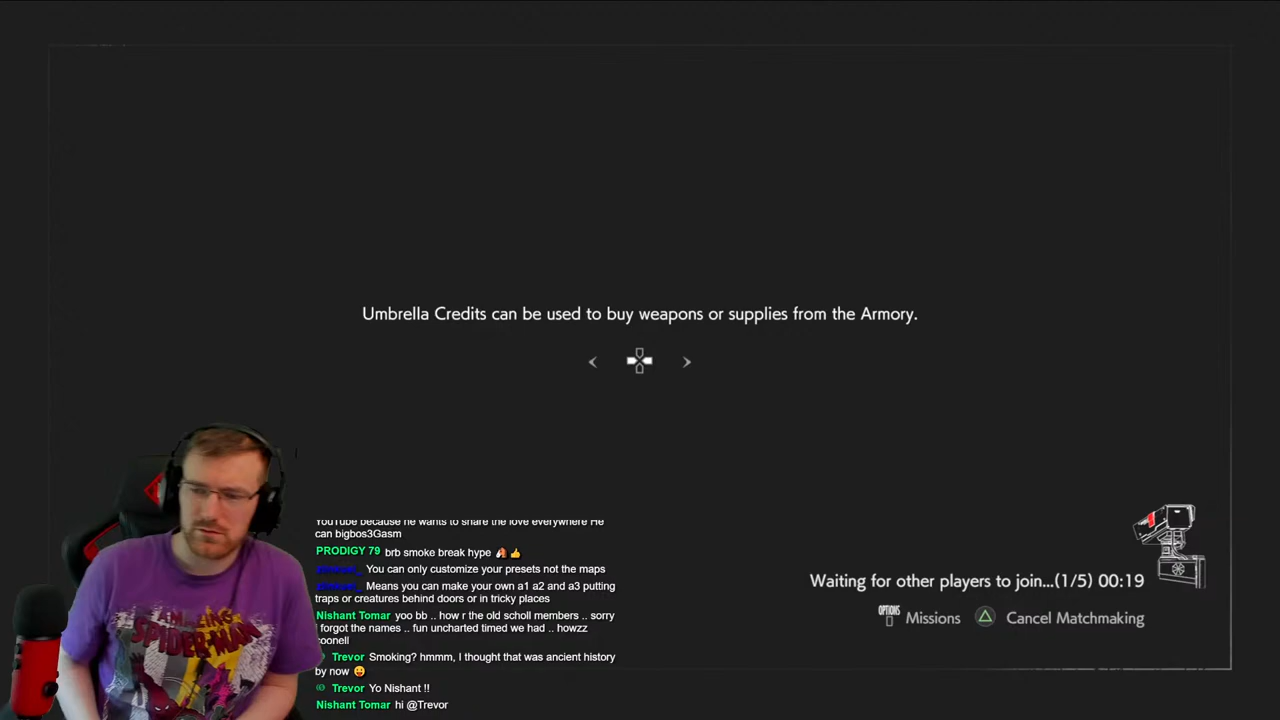 Umbrella Credits can be used to buy weapons or supplies from the Armory.
YouTube because he wants to share the love everywhere He
can bigbos3Gasm
PRODIGY 79 brb smoke break hype
You can only customize your presets not the maps
Means you can make your own a1 a2 and a3 putting
traps or creatures behind doors or in tricky places
Nishant Tomar yoo bb .. how r the old scholl members .. sorry
I forgot the names .. fun uncharted timed we had .. howzz
oonell
Trevor Smoking? hmmm, I thought that was ancient history
by now
Trevor Yo Nishant !!
Nishant Tomar hi @Trevor
Waiting for other players to join...(1/5) 00:19
OPTIONS Missions Cancel Matchmaking
AMAZING
SPIDER-MAN